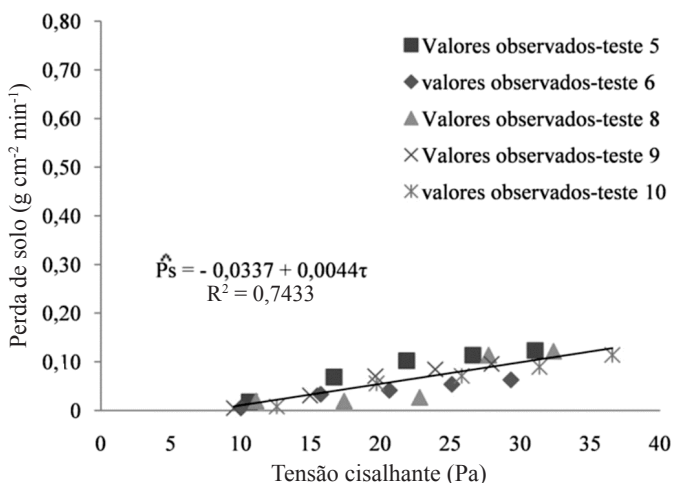 0,80
0,70
0,60
0,50
0,40
0,30
0,20
0,10
0
Perda de solo (g cm⁻² min⁻¹)
Valores observados-teste 5
valores observados-teste 6
Valores observados-teste 8
Valores observados-teste 9
valores observados-teste 10
P̂s = - 0,0337 + 0,0044τ
R² = 0,7433
0 5 10 15 20 25 30 35 40
Tensão cisalhante (Pa)